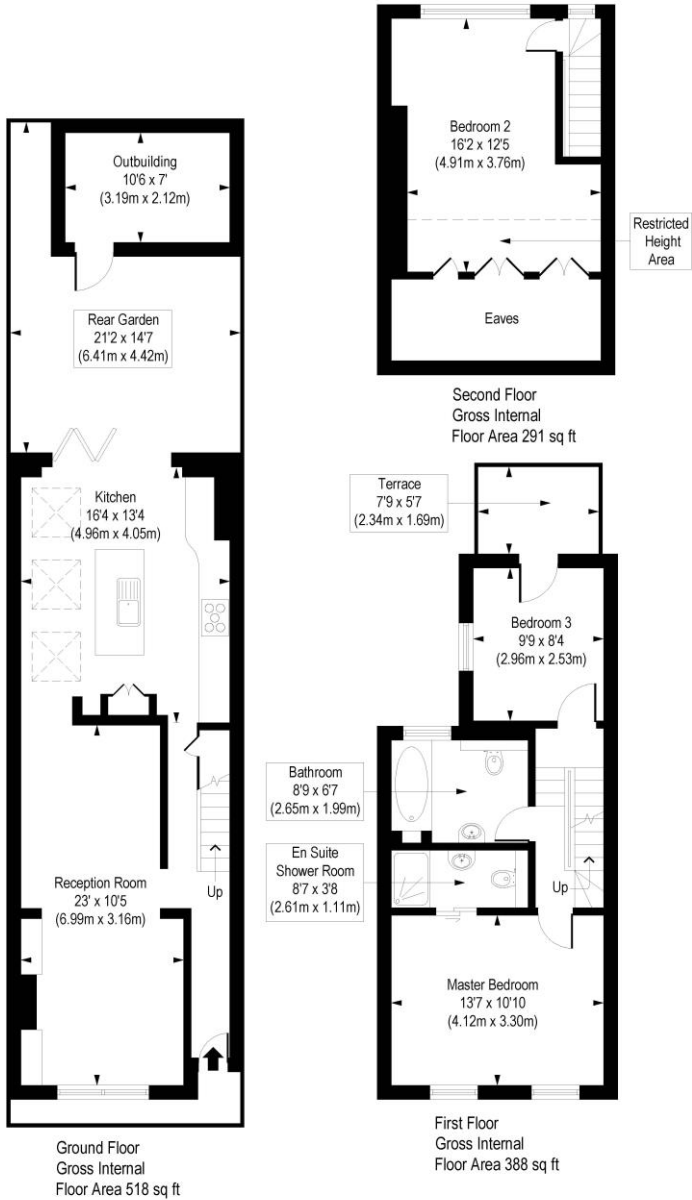 Outbuilding
10'6 x 7'
(3.19m x 2.12m)
Rear Garden
21'2 x 14'7
(6.41m x 4.42m)
Kitchen
16'4 x 13'4
(4.96m x 4.05m)
Reception Room
23' x 10'5
(6.99m x 3.16m)
Up
Ground Floor
Gross Internal
Floor Area 518 sq ft
Bedroom 2
16'2 x 12'5
(4.91m x 3.76m)
Restricted
Height
Area
Eaves
Second Floor
Gross Internal
Floor Area 291 sq ft
Terrace
7'9 x 5'7
(2.34m x 1.69m)
Bedroom 3
9'9 x 8'4
(2.96m x 2.53m)
Bathroom
8'9 x 6'7
(2.65m x 1.99m)
En Suite
Shower Room
8'7 x 3'8
(2.61m x 1.11m)
Up
Master Bedroom
13'7 x 10'10
(4.12m x 3.30m)
First Floor
Gross Internal
Floor Area 388 sq ft